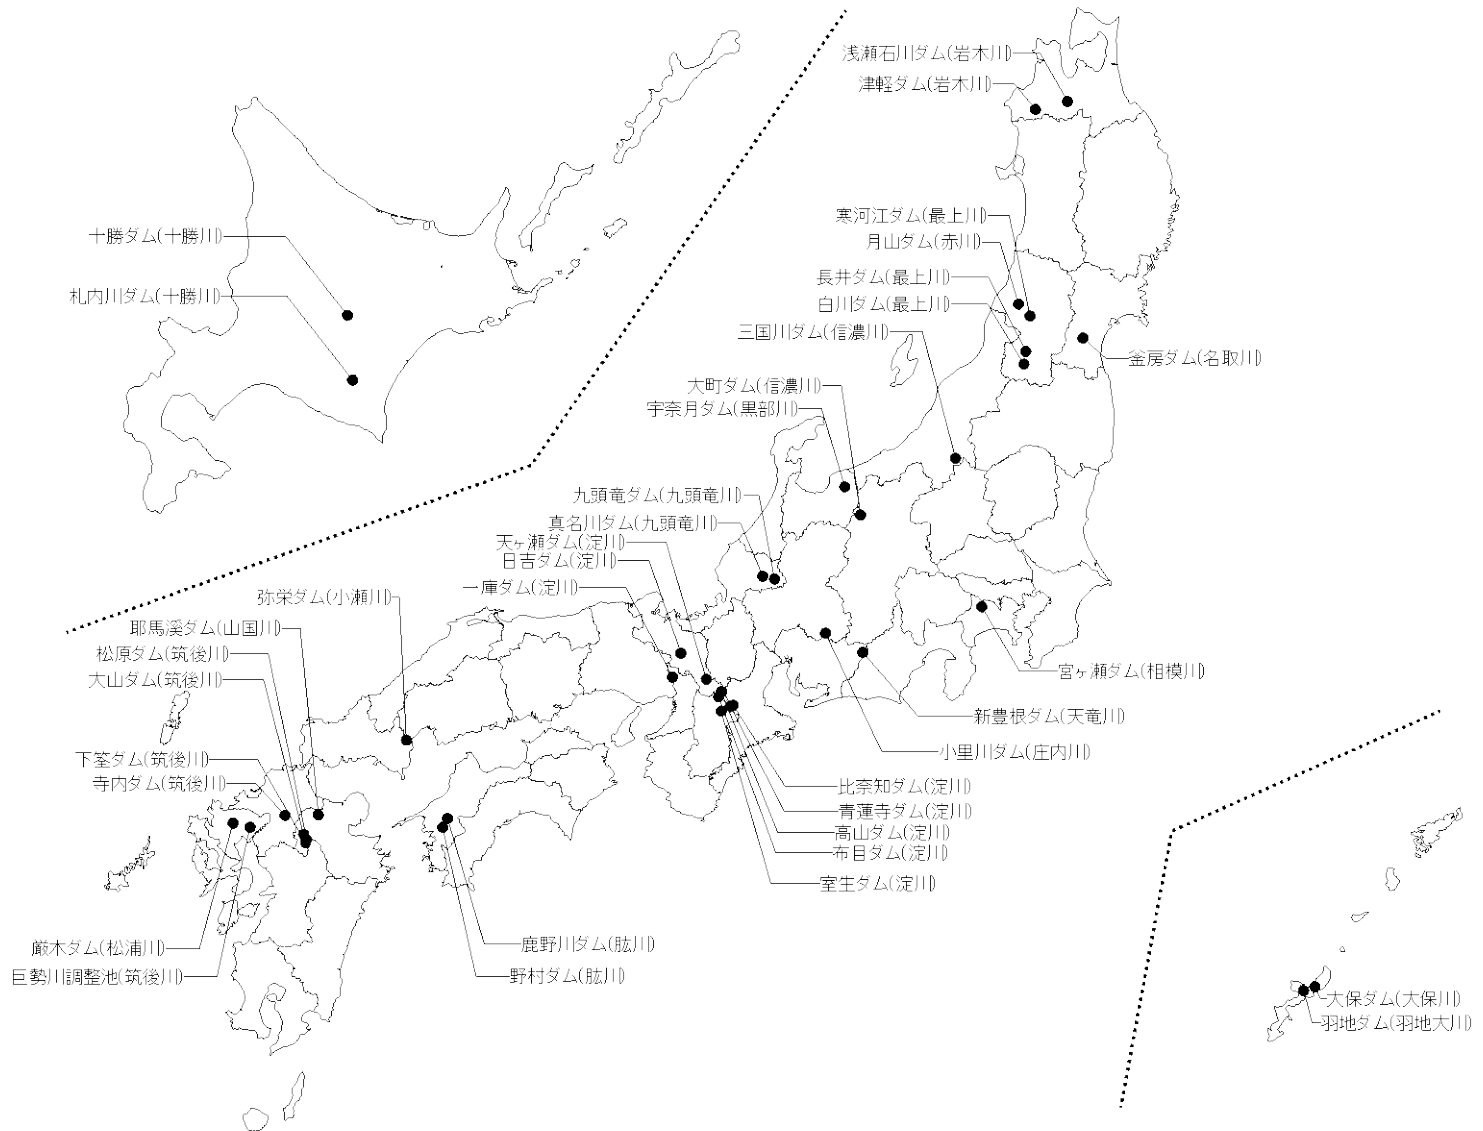 浅瀬石川ダム(岩木川)
津軽ダム(岩木川)
寒河江ダム(最上川)
十勝ダム(十勝川)
月山ダム(赤川)
長井ダム(最上川)
札内川ダム(十勝川)
白川ダム(最上川)
三国川ダム(信濃川)
釜房ダム(名取川)
大町ダム(信濃川)
宇奈月ダム(黒部川)
九頭竜ダム(九頭竜川)
真名川ダム(九頭竜川)
天ヶ瀬ダム(淀川)
日吉ダム(淀川)
一庫ダム(淀川)
弥栄ダム(小瀬川)
耶馬溪ダム(山国川)
松原ダム(筑後川)
宮ヶ瀬ダム(相模川)
大山ダム(筑後川)
新豊根ダム(天竜川)
小里川ダム(庄内川)
下筌ダム(筑後川)
寺内ダム(筑後川)
比奈知ダム(淀川)
青蓮寺ダム(淀川)
高山ダム(淀川)
布目ダム(淀川)
室生ダム(淀川)
鹿野川ダム(肱川)
厳木ダム(松浦川)
野村ダム(肱川)
巨勢川調整池(筑後川)
大保ダム(大保川)
羽地ダム(羽地大川)